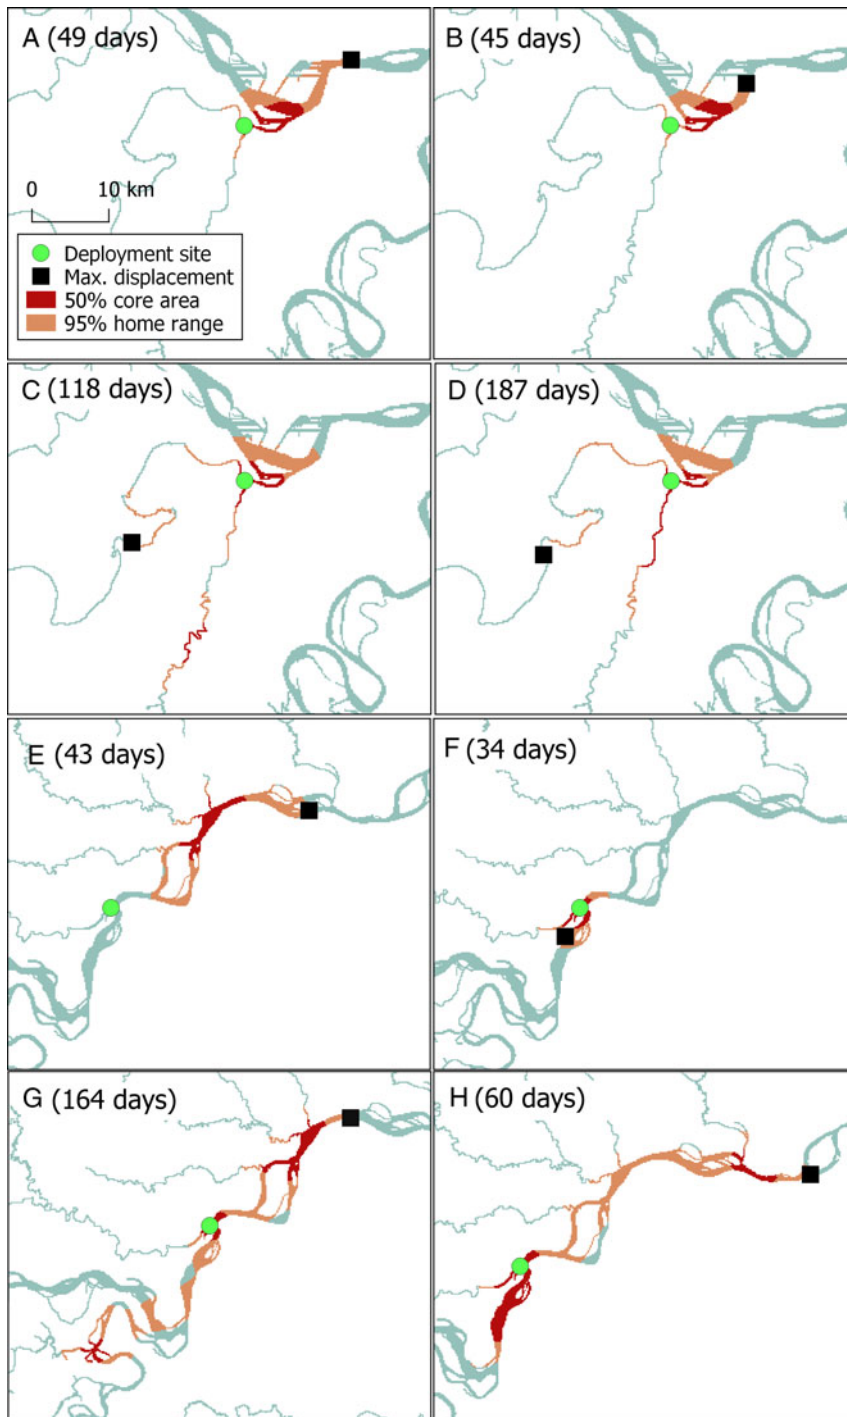 A (49 days)
B (45 days)
0 10 km
Deployment site
Max. displacement
50% core area
95% home range
C (118 days)
D (187 days)
E (43 days)
F (34 days)
G (164 days)
H (60 days)